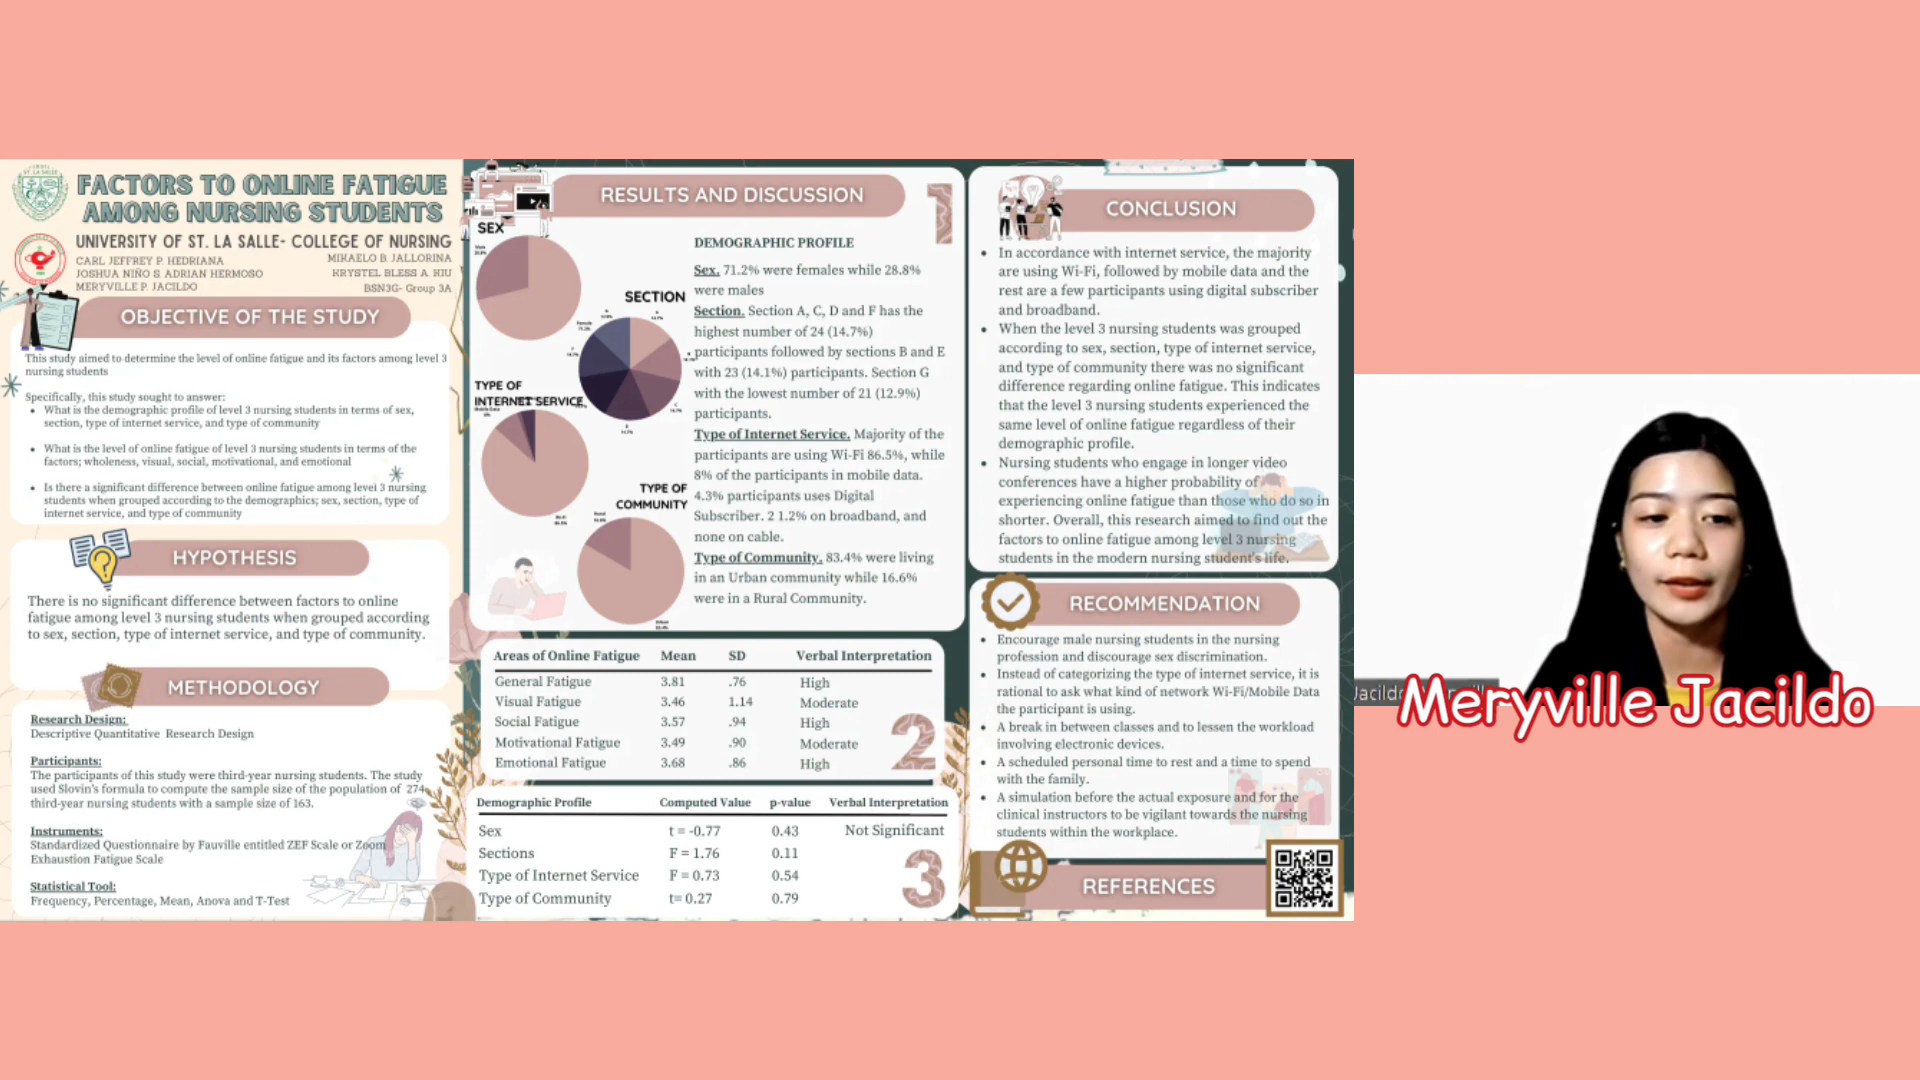 FACTORS TO ONLINE FATIGUE
AMONG NURSING STUDENTS
UNIVERSITY OF ST. LA SALLE- COLLEGE OF NURSING
CARL JEFFREY P. HEDRIANA
JOSHUA NIÑO S. ADRIAN HERMOSO
MERYVILLE P. JACILDO
MIKAELO B. JALLORINA
KRYSTEL BLESS A. KIU
BSN3G- Group 3A
OBJECTIVE OF THE STUDY
This study aimed to determine the level of online fatigue and its factors among level 3
nursing students
Specifically, this study sought to answer:
• What is the demographic profile of level 3 nursing students in terms of sex,
section, type of internet service, and type of community
• What is the level of online fatigue of level 3 nursing students in terms of the
factors; wholeness, visual, social, motivational, and emotional
• Is there a significant difference between online fatigue among level 3 nursing
students when grouped according to the demographics; sex, section, type of
internet service, and type of community
HYPOTHESIS
There is no significant difference between factors to online
fatigue among level 3 nursing students when grouped according
to sex, section, type of internet service, and type of community.
METHODOLOGY
Research Design:
Descriptive Quantitative Research Design
Participants:
The participants of this study were third-year nursing students. The study
used Slovin's formula to compute the sample size of the population of 274
third-year nursing students with a sample size of 163.
Instruments:
Standardized Questionnaire by Fauville entitled ZEF Scale or Zoom
Exhaustion Fatigue Scale
Statistical Tool:
Frequency, Percentage, Mean, Anova and T-Test
RESULTS AND DISCUSSION
1
SEX
SECTION
TYPE OF
INTERNET SERVICE
TYPE OF
COMMUNITY
DEMOGRAPHIC PROFILE
Sex. 71.2% were females while 28.8%
were males
Section. Section A, C, D and F has the
highest number of 24 (14.7%)
participants followed by sections B and E
with 23 (14.1%) participants. Section G
with the lowest number of 21 (12.9%)
participants.
Type of Internet Service. Majority of the
participants are using Wi-Fi 86.5%, while
8% of the participants in mobile data.
4.3% participants uses Digital
Subscriber. 2 1.2% on broadband, and
none on cable.
Type of Community. 83.4% were living
in an Urban community while 16.6%
were in a Rural Community.
Areas of Online Fatigue Mean SD Verbal Interpretation
General Fatigue 3.81 .76 High
Visual Fatigue 3.46 1.14 Moderate
Social Fatigue 3.57 .94 High
Motivational Fatigue 3.49 .90 Moderate
Emotional Fatigue 3.68 .86 High
2
Demographic Profile Computed Value p-value Verbal Interpretation
Sex t = -0.77 0.43 Not Significant
Sections F = 1.76 0.11
Type of Internet Service F = 0.73 0.54
Type of Community t= 0.27 0.79
3
CONCLUSION
• In accordance with internet service, the majority
are using Wi-Fi, followed by mobile data and the
rest are a few participants using digital subscriber
and broadband.
• When the level 3 nursing students was grouped
according to sex, section, type of internet service,
and type of community there was no significant
difference regarding online fatigue. This indicates
that the level 3 nursing students experienced the
same level of online fatigue regardless of their
demographic profile.
• Nursing students who engage in longer video
conferences have a higher probability of
experiencing online fatigue than those who do so in
shorter. Overall, this research aimed to find out the
factors to online fatigue among level 3 nursing
students in the modern nursing student's life.
RECOMMENDATION
• Encourage male nursing students in the nursing
profession and discourage sex discrimination.
• Instead of categorizing the type of internet service, it is
rational to ask what kind of network Wi-Fi/Mobile Data
the participant is using.
• A break in between classes and to lessen the workload
involving electronic devices.
• A scheduled personal time to rest and a time to spend
with the family.
• A simulation before the actual exposure and for the
clinical instructors to be vigilant towards the nursing
students within the workplace.
REFERENCES
Meryville Jacildo